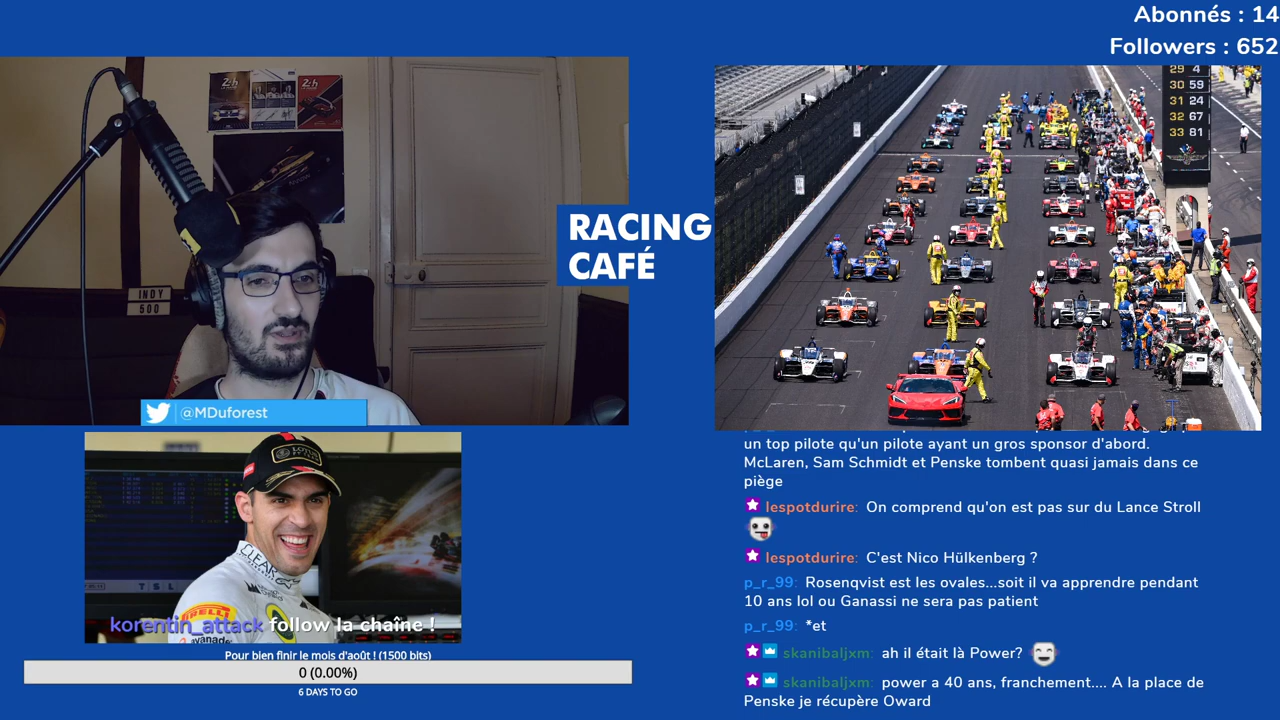 Abonnés : 14
Followers : 652
24h
24h
INDY
500
@MDuforest
RACING
CAFÉ
29 4
30 59
31 24
32 67
33 81
LOTUS
CLEAR
PIRELLI
korentin_attack follow la chaîne !
Pour bien finir le mois d'août ! (1500 bits)
0 (0.00%)
6 DAYS TO GO
un top pilote qu'un pilote ayant un gros sponsor d'abord.
McLaren, Sam Schmidt et Penske tombent quasi jamais dans ce
piège
lespotdurire: On comprend qu'on est pas sur du Lance Stroll
lespotdurire: C'est Nico Hülkenberg ?
p_r_99: Rosenqvist est les ovales...soit il va apprendre pendant
10 ans lol ou Ganassi ne sera pas patient
p_r_99: *et
skanibaljxm: ah il était là Power?
skanibaljxm: power a 40 ans, franchement.... A la place de
Penske je récupère Oward